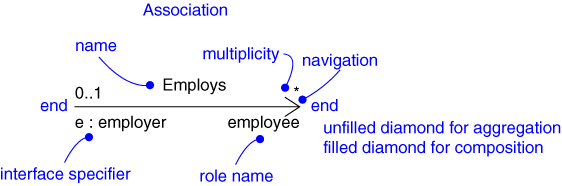 Association
name
multiplicity
navigation
0..1
Employs
*
end
end
e : employer
employee
unfilled diamond for aggregation
filled diamond for composition
interface specifier
role name